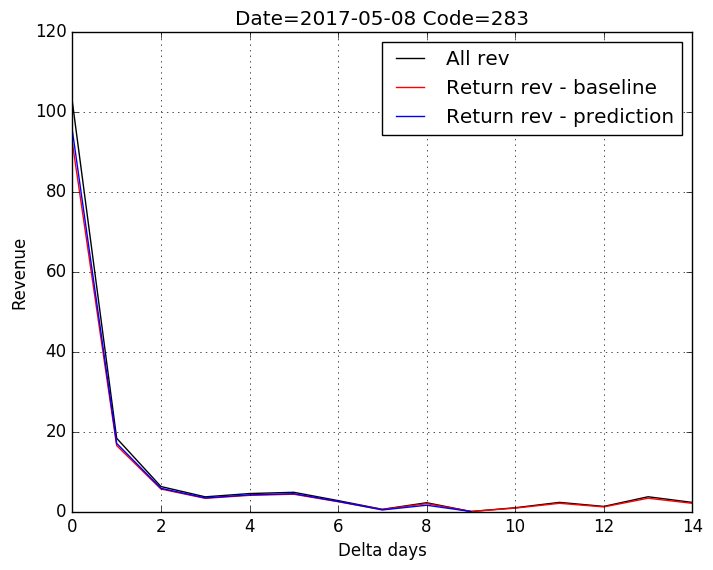 Date=2017-05-08 Code=283
120
100
80
60
40
20
0
Revenue
All rev
Return rev - baseline
Return rev - prediction
0 2 4 6 8 10 12 14
Delta days